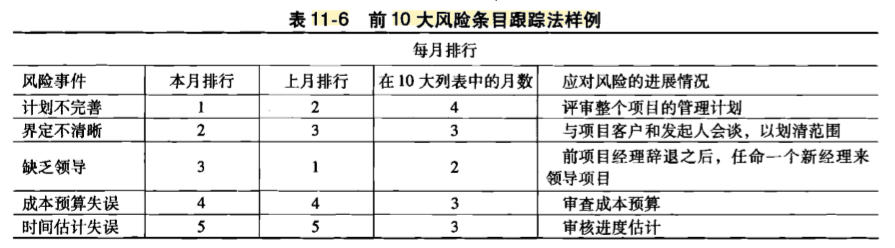 表11-6 前10大风险条目跟踪法样例
每月排行
风险事件 本月排行 上月排行 在10大列表中的月数 应对风险的进展情况
计划不完善 1 2 4 评审整个项目的管理计划
界定不清晰 2 3 3 与项目客户和发起人会谈，以划清范围
缺乏领导 3 1 2 前项目经理辞退之后，任命一个新经理来
领导项目
成本预算失误 4 4 3 审查成本预算
时间估计失误 5 5 3 审核进度估计